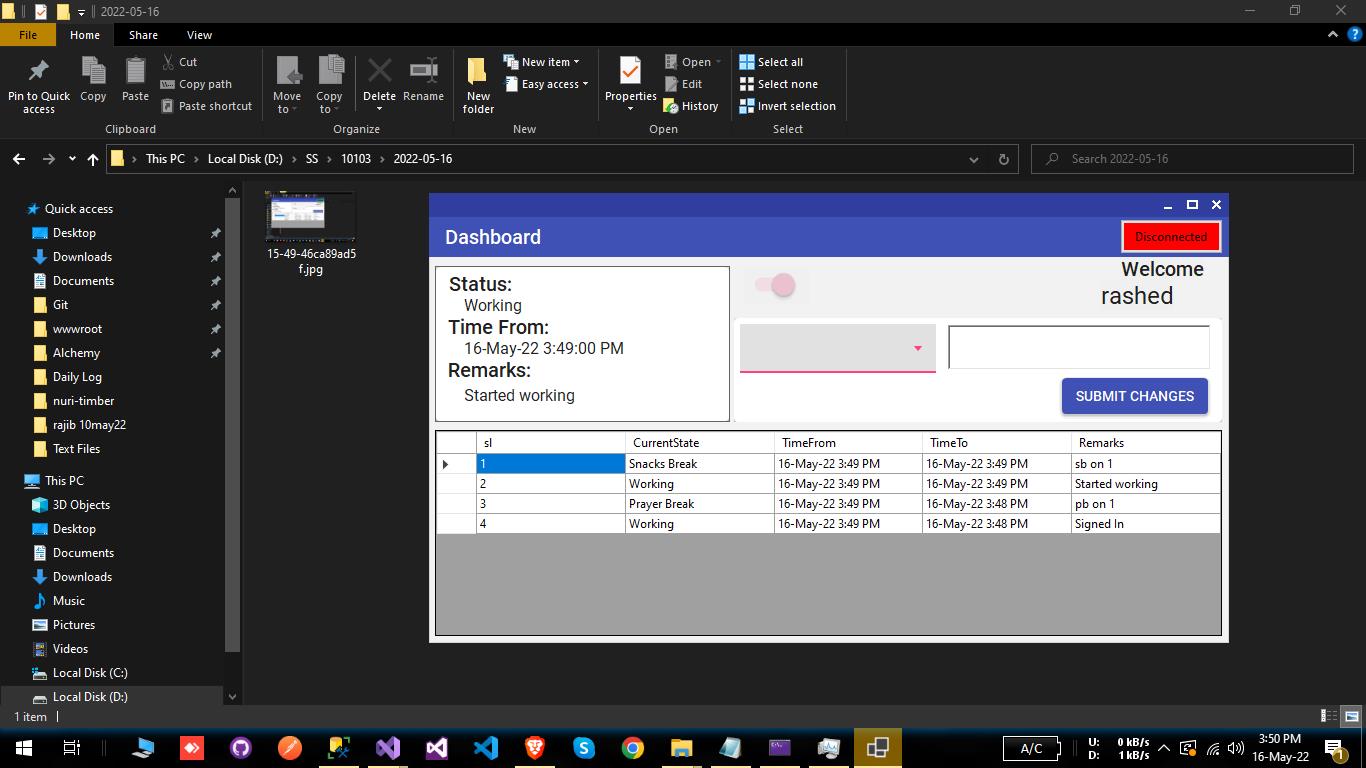 2022-05-16
File Home Share View
Pin to Quick access
Copy
Paste
Cut
Copy path
Paste shortcut
Clipboard
Move to
Copy to
Delete
Rename
Organize
New folder
New item
Easy access
New
Properties
Open
Edit
History
Open
Select all
Select none
Invert selection
Select
This PC > Local Disk (D:) > SS > 10103 > 2022-05-16
Search 2022-05-16
Quick access
Desktop
Downloads
Documents
Git
wwwroot
Alchemy
Daily Log
nuri-timber
rajib 10may22
Text Files
This PC
3D Objects
Desktop
Documents
Downloads
Music
Pictures
Videos
Local Disk (C:)
Local Disk (D:)
15-49-46ca89ad5
f.jpg
Dashboard
Disconnected
Status:
Working
Time From:
16-May-22 3:49:00 PM
Remarks:
Started working
Welcome
rashed
SUBMIT CHANGES
sl CurrentState TimeFrom TimeTo Remarks
1 Snacks Break 16-May-22 3:49 PM 16-May-22 3:49 PM sb on 1
2 Working 16-May-22 3:49 PM 16-May-22 3:49 PM Started working
3 Prayer Break 16-May-22 3:49 PM 16-May-22 3:48 PM pb on 1
4 Working 16-May-22 3:49 PM 16-May-22 3:48 PM Signed In
1 item
A/C
U: 0 kB/s
D: 1 kB/s
3:50 PM
16-May-22
1